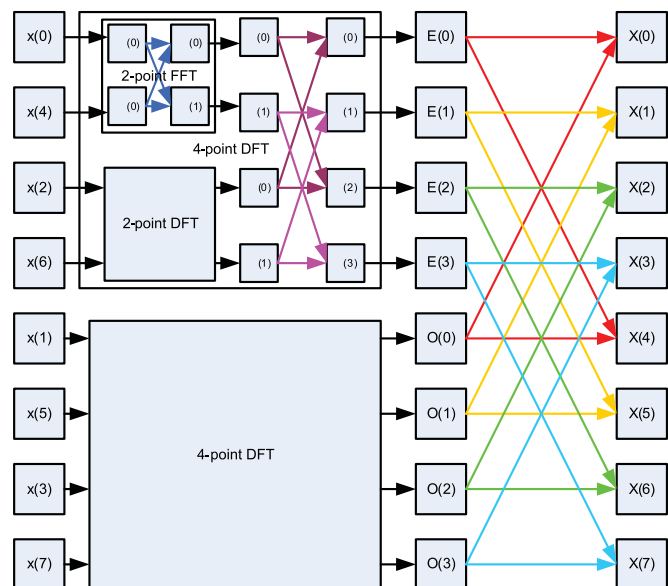 x(0)
(0)
(0)
(0)
(0)
E(0)
X(0)
2-point FFT
x(4)
(0)
(1)
(1)
(1)
E(1)
X(1)
4-point DFT
x(2)
2-point DFT
(0)
(2)
E(2)
X(2)
x(6)
(1)
(3)
E(3)
X(3)
x(1)
O(0)
X(4)
x(5)
O(1)
X(5)
4-point DFT
x(3)
O(2)
X(6)
x(7)
O(3)
X(7)